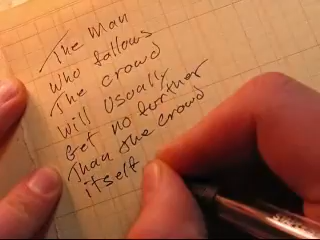 The man
who follows
The crowd
will usually
Get no further
Than the crowd
itself